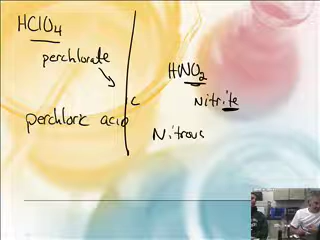 HClO4
perchlorate
perchloric acid
HNO2
Nitrite
Nitrous